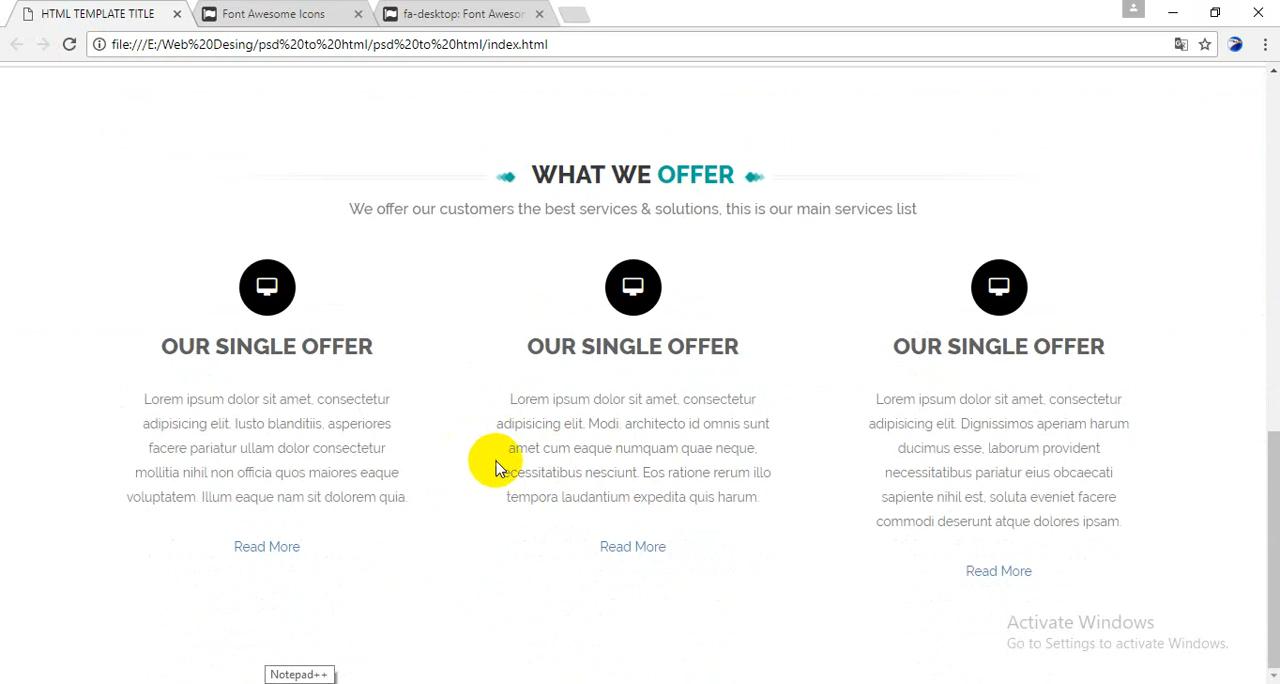 HTML TEMPLATE TITLE
Font Awesome Icons
fa-desktop: Font Awesor
file:///E:/Web%20Desing/psd%20to%20html/psd%20to%20html/index.html
WHAT WE OFFER
We offer our customers the best services & solutions, this is our main services list
OUR SINGLE OFFER
Lorem ipsum dolor sit amet, consectetur
adipisicing elit. Iusto blanditiis, asperiores
facere pariatur ullam dolor consectetur
mollitia nihil non officia quos maiores eaque
voluptatem. Illum eaque nam sit dolorem quia.
Read More
OUR SINGLE OFFER
Lorem ipsum dolor sit amet, consectetur
adipisicing elit. Modi, architecto id omnis sunt
amet cum eaque numquam quae neque,
necessitatibus nesciunt. Eos ratione rerum illo
tempora laudantium expedita quis harum.
Read More
OUR SINGLE OFFER
Lorem ipsum dolor sit amet, consectetur
adipisicing elit. Dignissimos aperiam harum
ducimus esse, laborum provident
necessitatibus pariatur eius obcaecati
sapiente nihil est, soluta eveniet facere
commodi deserunt atque dolores ipsam.
Read More
Activate Windows
Go to Settings to activate Windows.
Notepad++